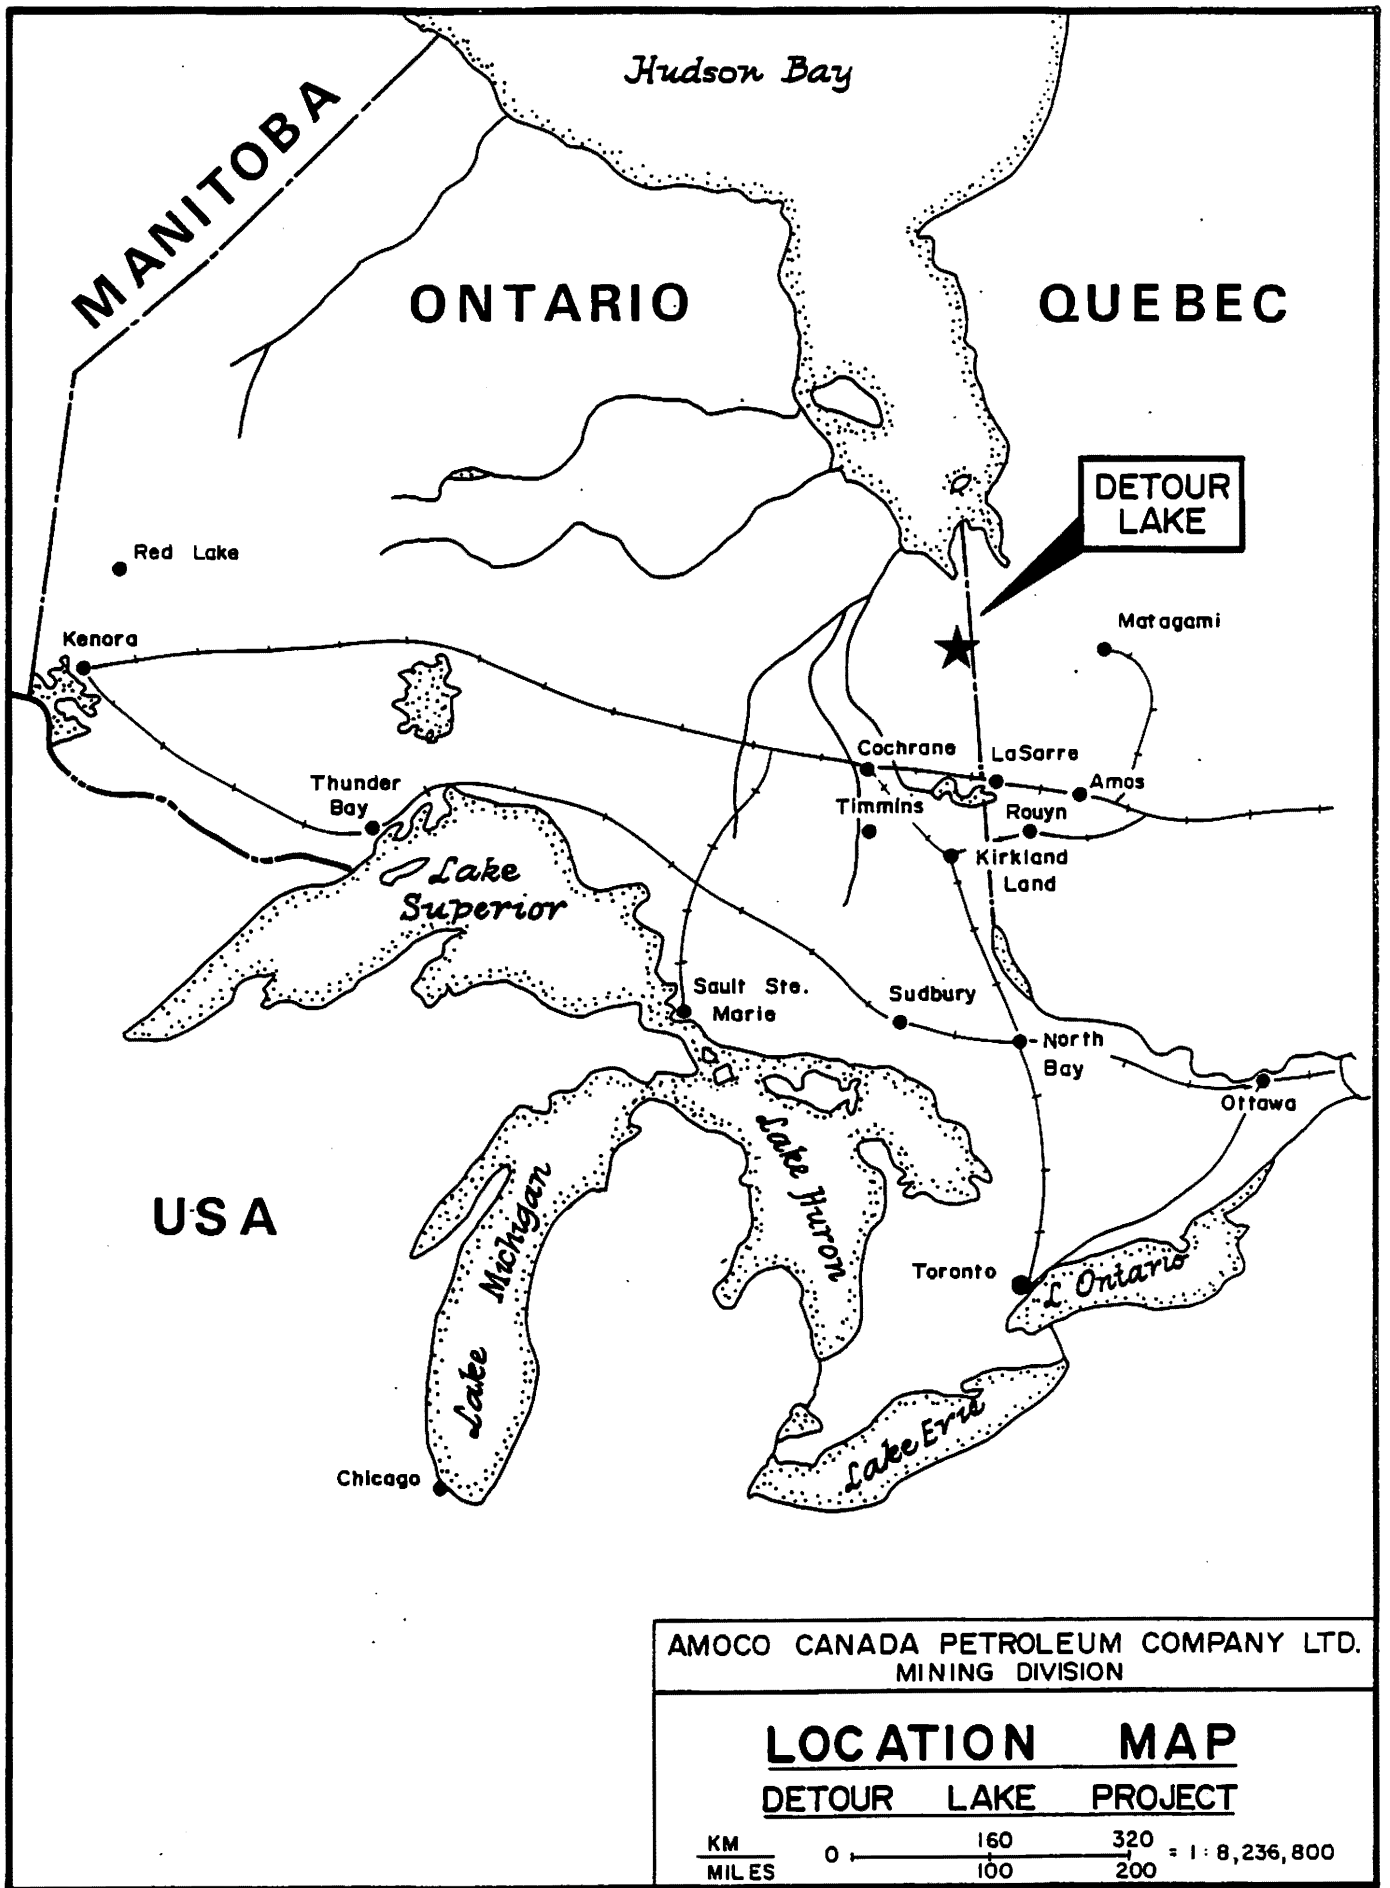 Hudson Bay
MANITOBA
ONTARIO
QUEBEC
DETOUR
LAKE
Red Lake
Kenora
Matagami
Cochrane
LaSarre
Thunder
Bay
Timmins
Amos
Rouyn
Kirkland
Land
Lake
Superior
Sault Ste.
Marie
Sudbury
North
Bay
Ottawa
Lake Huron
USA
Lake Michigan
Toronto
L Ontario
Lake Erie
Chicago
AMOCO CANADA PETROLEUM COMPANY LTD.
MINING DIVISION
LOCATION MAP
DETOUR LAKE PROJECT
KM 0 160 320 = 1 : 8,236,800
MILES 100 200